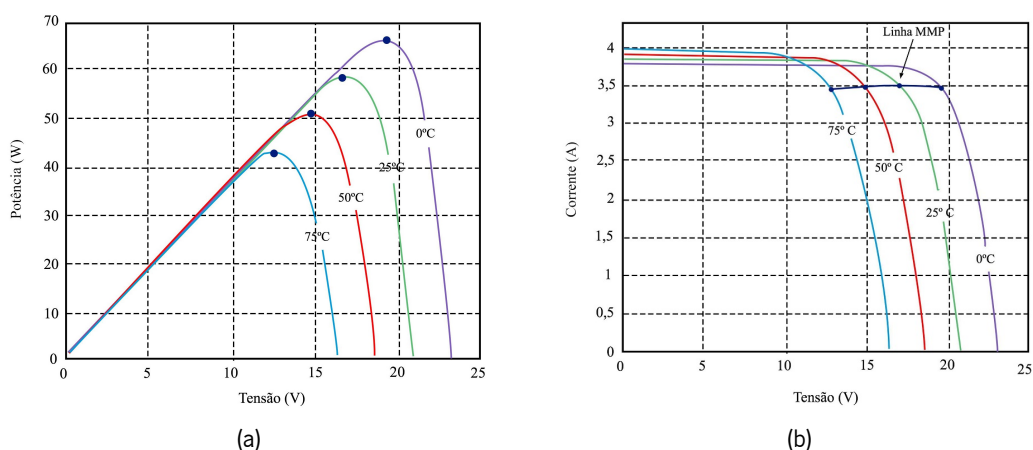 70
60
50
40
30
20
10
0
Potência (W)
0ºC
25ºC
50ºC
75ºC
0
5
10
15
20
25
Tensão (V)
(a)
Linha MMP
4
3,5
3
2,5
2
1,5
1
0,5
0
Corrente (A)
75º C
50º C
25º C
0ºC
0
5
10
15
20
25
Tensão (V)
(b)